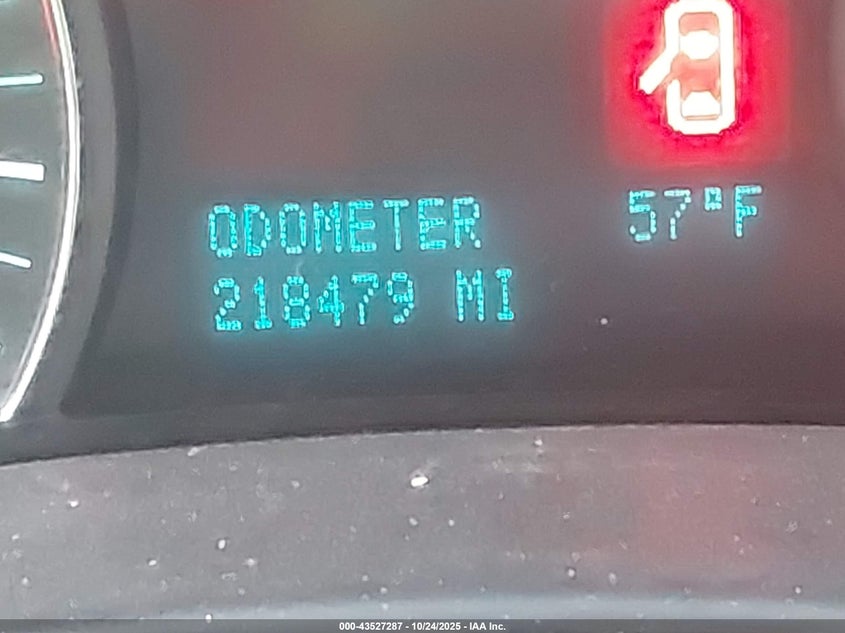 ODOMETER 57°F
218479 MI
000-43527287 - 10/24/2025 - IAA Inc.